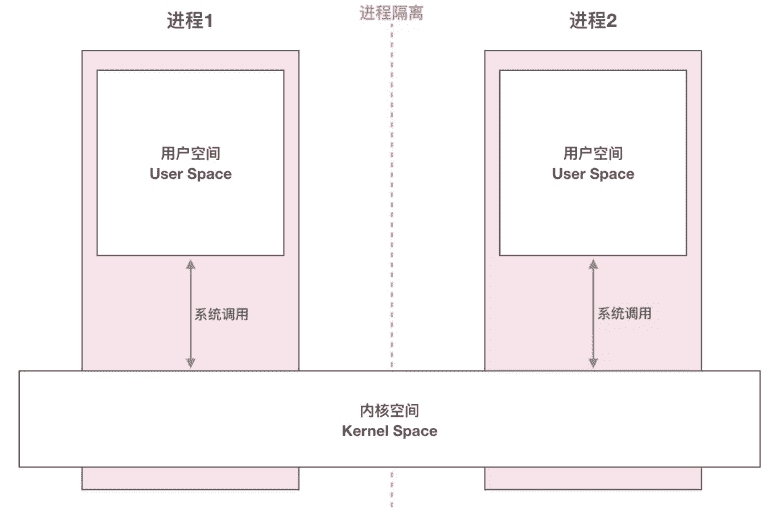 进程1
进程隔离
进程2
用户空间
User Space
用户空间
User Space
系统调用
系统调用
内核空间
Kernel Space